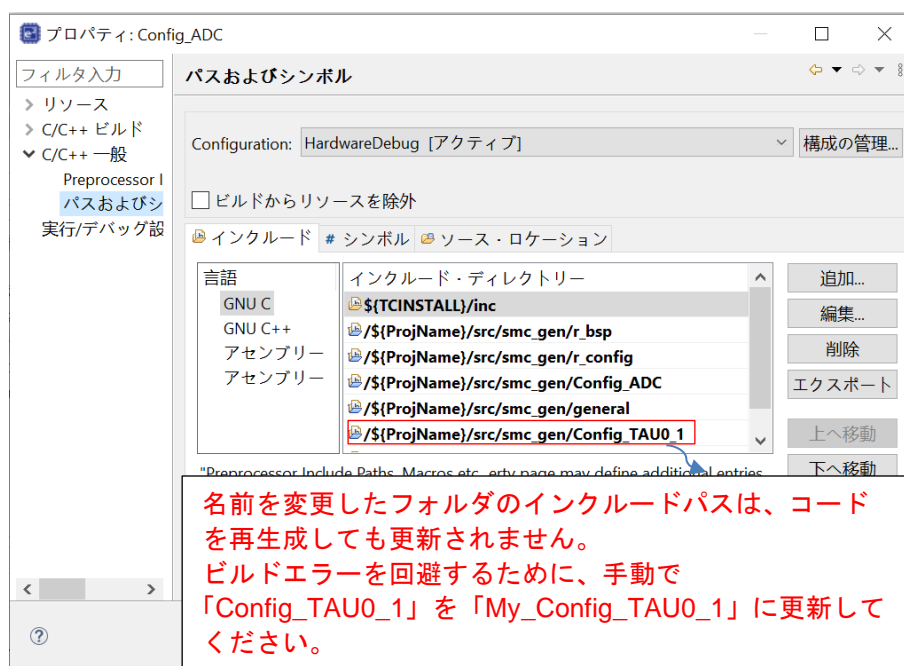 プロパティ: Config_ADC
フィルタ入力
リソース
C/C++ ビルド
C/C++ 一般
Preprocessor I
パスおよびシ
実行/デバッグ設
パスおよびシンボル
Configuration: HardwareDebug [アクティブ]
構成の管理...
ビルドからリソースを除外
インクルード
# シンボル
ソース・ロケーション
言語
GNU C
GNU C++
アセンブリー
アセンブリー
インクルード・ディレクトリー
${TCINSTALL}/inc
/${ProjName}/src/smc_gen/r_bsp
/${ProjName}/src/smc_gen/r_config
/${ProjName}/src/smc_gen/Config_ADC
/${ProjName}/src/smc_gen/general
/${ProjName}/src/smc_gen/Config_TAU0_1
追加...
編集...
削除
エクスポート
上へ移動
下へ移動
"Preprocessor Include Paths, Macros etc. erty page may define additional entries
名前を変更したフォルダのインクルードパスは、コード
を再生成しても更新されません。
ビルドエラーを回避するために、手動で
「Config_TAU0_1」を「My_Config_TAU0_1」に更新して
ください。